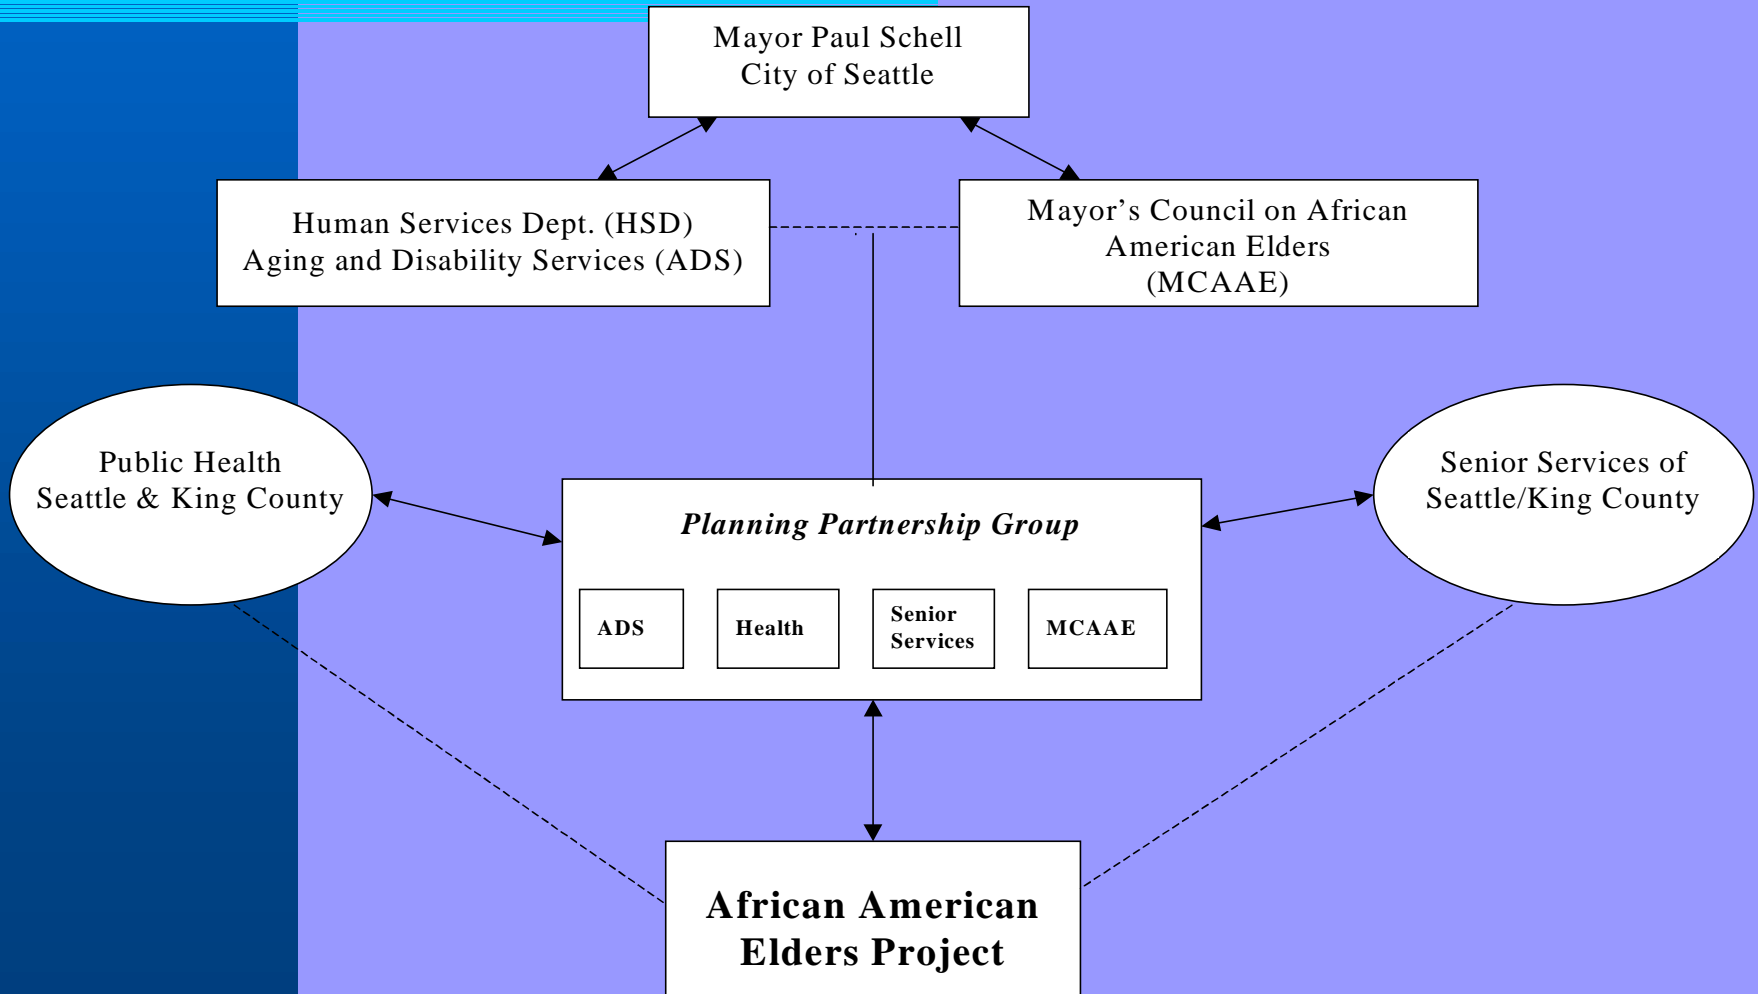 Mayor Paul Schell
City of Seattle
Human Services Dept. (HSD)
Aging and Disability Services (ADS)
Mayor’s Council on African
American Elders
(MCAAE)
Public Health
Seattle & King County
Senior Services of
Seattle/King County
Planning Partnership Group
ADS
Health
Senior
Services
MCAAE
African American
Elders Project